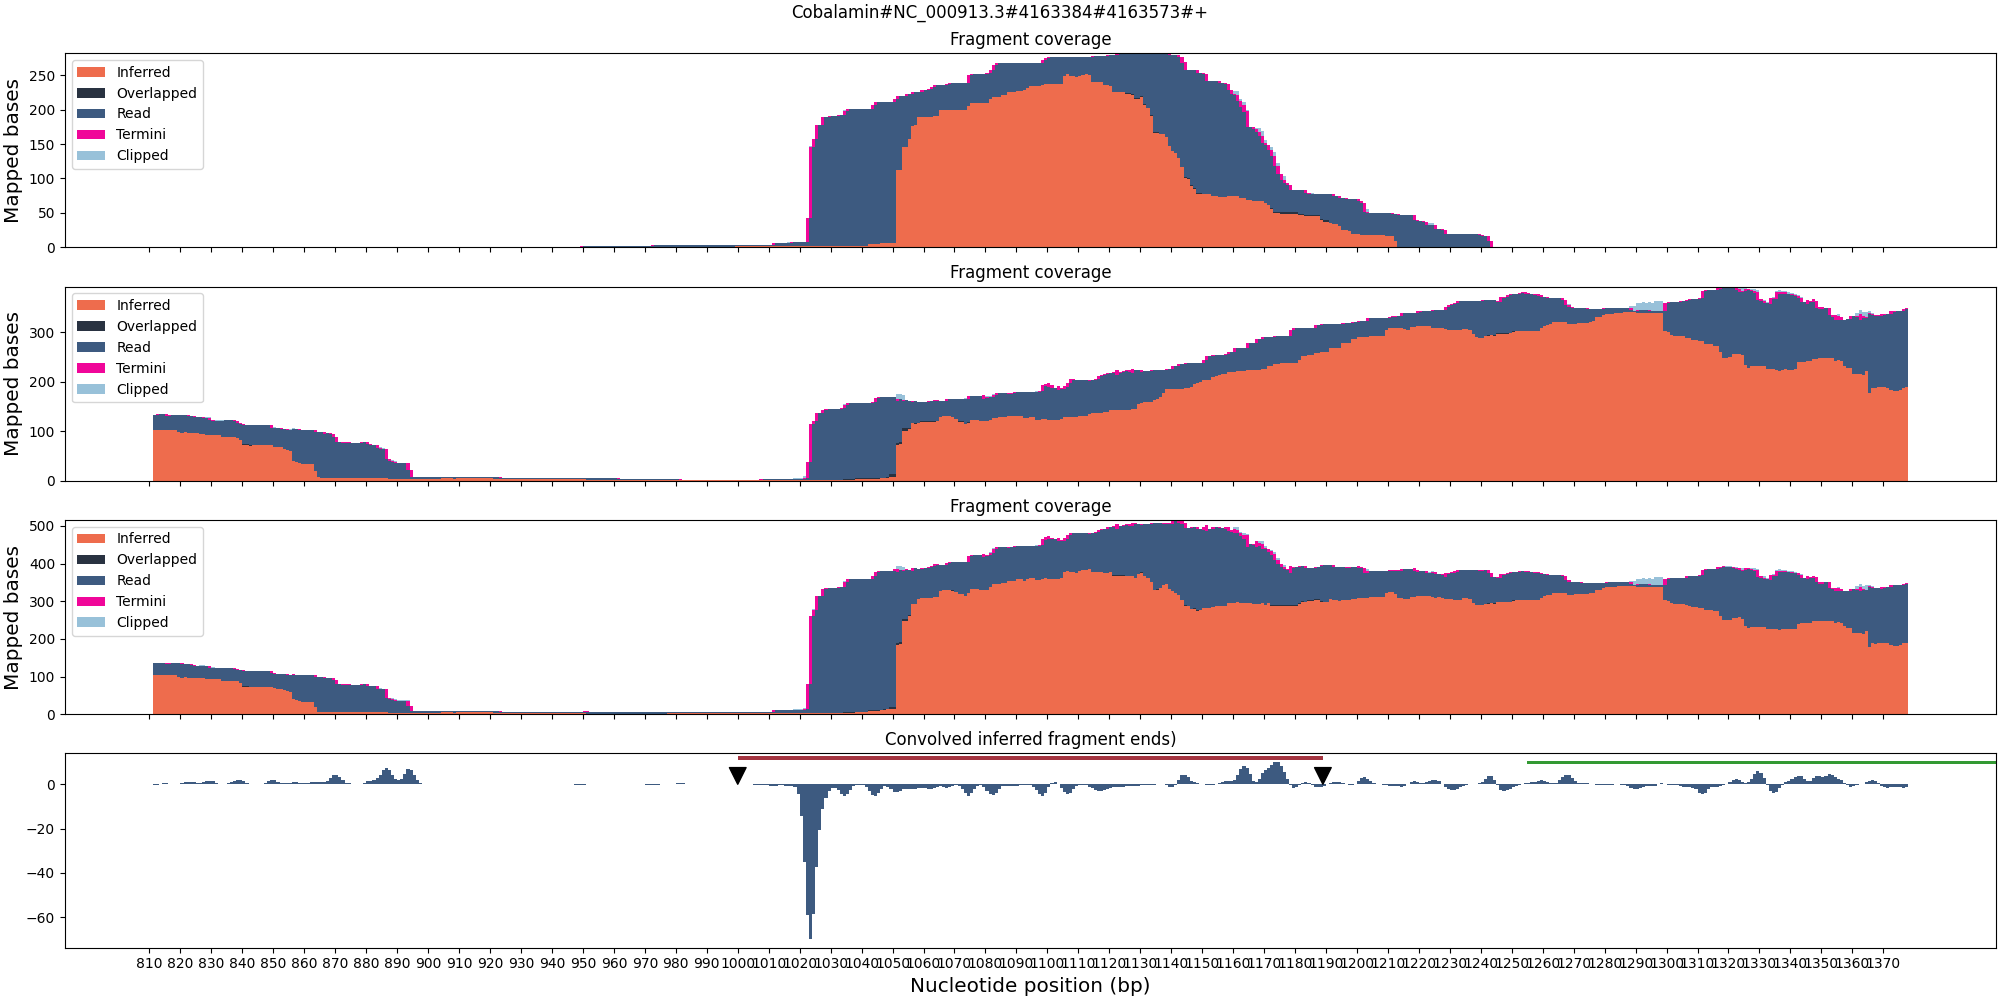 Cobalamin#NC_000913.3#4163384#4163573#+
Fragment coverage
Mapped bases
250
200
150
100
50
0
Inferred
Overlapped
Read
Termini
Clipped
Fragment coverage
Mapped bases
300
200
100
0
Inferred
Overlapped
Read
Termini
Clipped
Fragment coverage
Mapped bases
500
400
300
200
100
0
Inferred
Overlapped
Read
Termini
Clipped
Convolved inferred fragment ends)
0
−20
−40
−60
810 820 830 840 850 860 870 880 890 900 910 920 930 940 950 960 970 980 990 1000 1010 1020 1030 1040 1050 1060 1070 1080 1090 1100 1110 1120 1130 1140 1150 1160 1170 1180 1190 1200 1210 1220 1230 1240 1250 1260 1270 1280 1290 1300 1310 1320 1330 1340 1350 1360 1370
Nucleotide position (bp)